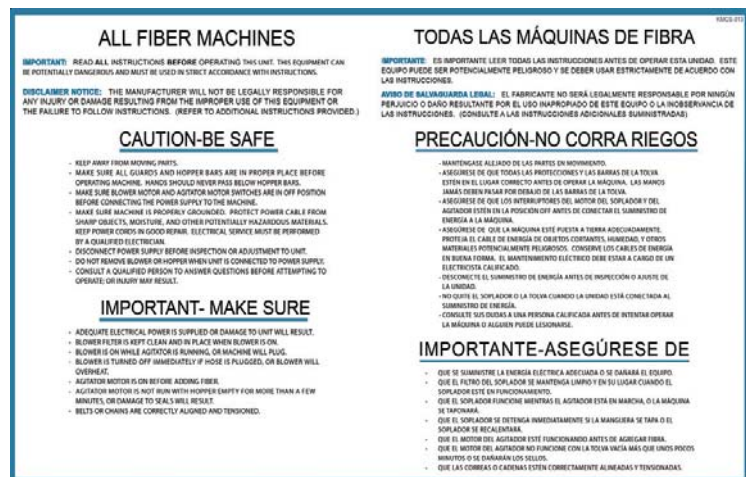 KMCS-013
ALL FIBER MACHINES
IMPORTANT: READ ALL INSTRUCTIONS BEFORE OPERATING THIS UNIT. THIS EQUIPMENT CAN
BE POTENTIALLY DANGEROUS AND MUST BE USED IN STRICT ACCORDANCE WITH INSTRUCTIONS.
DISCLAIMER NOTICE: THE MANUFACTURER WILL NOT BE LEGALLY RESPONSIBLE FOR
ANY INJURY OR DAMAGE RESULTING FROM THE IMPROPER USE OF THIS EQUIPMENT OR
THE FAILURE TO FOLLOW INSTRUCTIONS. (REFER TO ADDITIONAL INSTRUCTIONS PROVIDED.)
CAUTION-BE SAFE
- KEEP AWAY FROM MOVING PARTS.
- MAKE SURE ALL GUARDS AND HOPPER BARS ARE IN PROPER PLACE BEFORE
OPERATING MACHINE. HANDS SHOULD NEVER PASS BELOW HOPPER BARS.
- MAKE SURE BLOWER MOTOR AND AGITATOR MOTOR SWITCHES ARE IN OFF POSITION
BEFORE CONNECTING THE POWER SUPPLY TO THE MACHINE.
- MAKE SURE MACHINE IS PROPERLY GROUNDED. PROTECT POWER CABLE FROM
SHARP OBJECTS, MOISTURE, AND OTHER POTENTIALLY HAZARDOUS MATERIALS.
KEEP POWER CORDS IN GOOD REPAIR. ELECTRICAL SERVICE MUST BE PERFORMED
BY A QUALIFIED ELECTRICIAN.
- DISCONNECT POWER SUPPLY BEFORE INSPECTION OR ADJUSTMENT TO UNIT.
- DO NOT REMOVE BLOWER OR HOPPER WHEN UNIT IS CONNECTED TO POWER SUPPLY.
- CONSULT A QUALIFIED PERSON TO ANSWER QUESTIONS BEFORE ATTEMPTING TO
OPERATE; OR INJURY MAY RESULT.
IMPORTANT- MAKE SURE
- ADEQUATE ELECTRICAL POWER IS SUPPLIED OR DAMAGE TO UNIT WILL RESULT.
- BLOWER FILTER IS KEPT CLEAN AND IN PLACE WHEN BLOWER IS ON.
- BLOWER IS ON WHILE AGITATOR IS RUNNING, OR MACHINE WILL PLUG.
- BLOWER IS TURNED OFF IMMEDIATELY IF HOSE IS PLUGGED, OR BLOWER WILL
OVERHEAT.
- AGITATOR MOTOR IS ON BEFORE ADDING FIBER.
- AGITATOR MOTOR IS NOT RUN WITH HOPPER EMPTY FOR MORE THAN A FEW
MINUTES, OR DAMAGE TO SEALS WILL RESULT.
- BELTS OR CHAINS ARE CORRECTLY ALIGNED AND TENSIONED.
TODAS LAS MÁQUINAS DE FIBRA
IMPORTANTE: ES IMPORTANTE LEER TODAS LAS INSTRUCCIONES ANTES DE OPERAR ESTA UNIDAD. ESTE
EQUIPO PUEDE SER POTENCIALMENTE PELIGROSO Y SE DEBER USAR ESTRICTAMENTE DE ACUERDO CON
LAS INSTRUCCIONES.
AVISO DE SALVAGUARDA LEGAL: EL FABRICANTE NO SERÁ LEGALMENTE RESPONSABLE POR NINGÚN
PERJUICIO O DAÑO RESULTANTE POR EL USO INAPROPIADO DE ESTE EQUIPO O LA INOBSERVANCIA DE
LAS INSTRUCCIONES. (CONSULTE A LAS INSTRUCCIONES ADICIONALES SUMINISTRADAS)
PRECAUCIÓN-NO CORRA RIEGOS
- MANTÉNGASE ALEJADO DE LAS PARTES EN MOVIMIENTO.
- ASEGÚRESE DE QUE TODAS LAS PROTECCIONES Y LAS BARRAS DE LA TOLVA
ESTÉN EN EL LUGAR CORRECTO ANTES DE OPERAR LA MÁQUINA. LAS MANOS
JAMÁS DEBEN PASAR POR DEBAJO DE LAS BARRAS DE LA TOLVA.
- ASEGÚRESE DE QUE LOS INTERRUPTORES DEL MOTOR DEL SOPLADOR Y DEL
AGITADOR ESTÉN EN LA POSICIÓN OFF ANTES DE CONECTAR EL SUMINISTRO DE
ENERGÍA A LA MÁQUINA.
- ASEGÚRESE DE QUE LA MÁQUINA ESTÉ PUESTA A TIERRA ADECUADAMENTE.
PROTEJA EL CABLE DE ENERGÍA DE OBJETOS CORTANTES, HUMEDAD, Y OTROS
MATERIALES POTENCIALMENTE PELIGROSOS. CONSERVE LOS CABLES DE ENERGÍA
EN BUENA FORMA. EL MANTENIMIENTO ELÉCTRICO DEBE ESTAR A CARGO DE UN
ELECTRICISTA CALIFICADO.
- DESCONECTE EL SUMINISTRO DE ENERGÍA ANTES DE INSPECCIÓN O AJUSTE DE
LA UNIDAD.
- NO QUITE EL SOPLADOR O LA TOLVA CUANDO LA UNIDAD ESTÁ CONECTADA AL
SUMINISTRO DE ENERGÍA.
- CONSULTE SUS DUDAS A UNA PERSONA CALIFICADA ANTES DE INTENTAR OPERAR
LA MÁQUINA O ALGUIEN PUEDE LESIONARSE.
IMPORTANTE-ASEGÚRESE DE
- QUE SE SUMINISTRE LA ENERGÍA ELÉCTRICA ADECUADA O SE DAÑARÁ EL EQUIPO.
- QUE EL FILTRO DEL SOPLADOR SE MANTENGA LIMPIO Y EN SU LUGAR CUANDO EL
SOPLADOR ESTÉ EN FUNCIONAMIENTO.
- QUE EL SOPLADOR FUNCIONE MIENTRAS EL AGITADOR ESTÁ EN MARCHA, O LA MÁQUINA
SE TAPONARÁ.
- QUE EL SOPLADOR SE DETENGA INMEDIATAMENTE SI LA MANGUERA SE TAPA O EL
SOPLADOR SE RECALENTARÁ.
- QUE EL MOTOR DEL AGITADOR ESTÉ FUNCIONANDO ANTES DE AGREGAR FIBRA.
- QUE EL MOTOR DEL AGITADOR NO FUNCIONE CON LA TOLVA VACÍA MÁS QUE UNOS POCOS
MINUTOS O SE DAÑARÁN LOS SELLOS.
- QUE LAS CORREAS O CADENAS ESTÉN CORRECTAMENTE ALINEADAS Y TENSIONADAS.